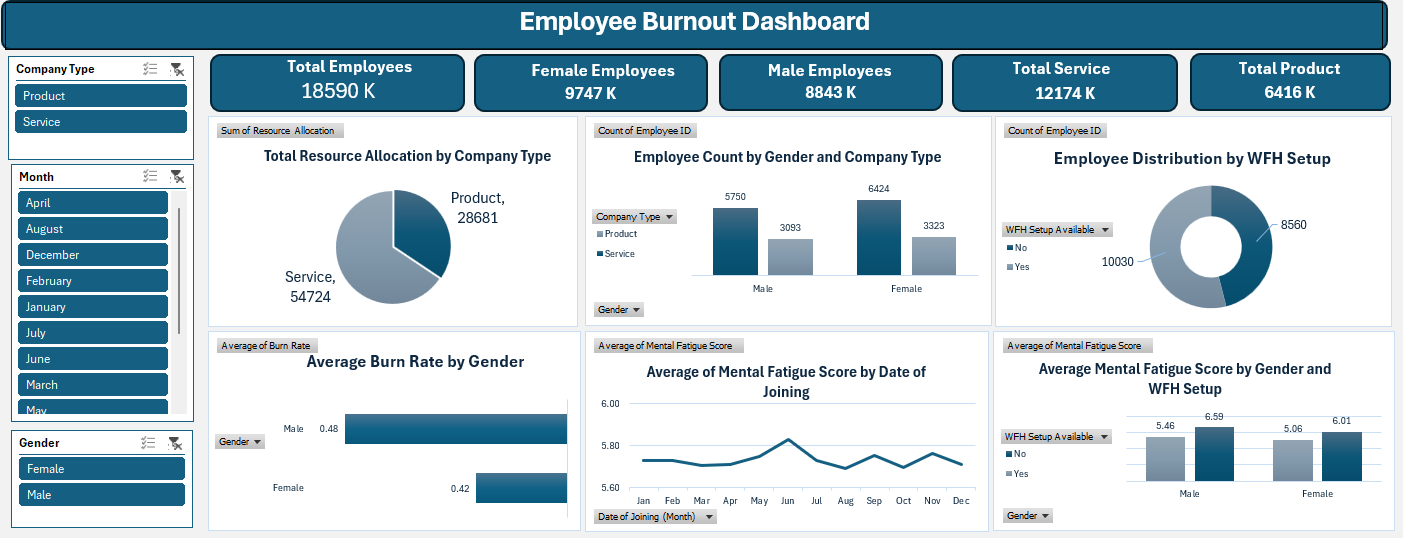 Employee Burnout Dashboard
Company Type
Product
Service
Month
April
August
December
February
January
July
June
March
May
Gender
Female
Male
Total Employees
18590 K
Female Employees
9747 K
Male Employees
8843 K
Total Service
12174 K
Total Product
6416 K
Sum of Resource Allocation
Total Resource Allocation by Company Type
Product,
28681
Service,
54724
Count of Employee ID
Employee Count by Gender and Company Type
Company Type
Product
Service
5750
3093
6424
3323
Male
Female
Gender
Count of Employee ID
Employee Distribution by WFH Setup
WFH Setup Available
No
Yes
8560
10030
Average of Burn Rate
Average Burn Rate by Gender
Gender
Male 0.48
Female 0.42
Average of Mental Fatigue Score
Average of Mental Fatigue Score by Date of
Joining
6.00
5.80
5.60
Jan Feb Mar Apr May Jun Jul Aug Sep Oct Nov Dec
Date of Joining (Month)
Average of Mental Fatigue Score
Average Mental Fatigue Score by Gender and
WFH Setup
WFH Setup Available
No
Yes
5.46
6.59
5.06
6.01
Male
Female
Gender